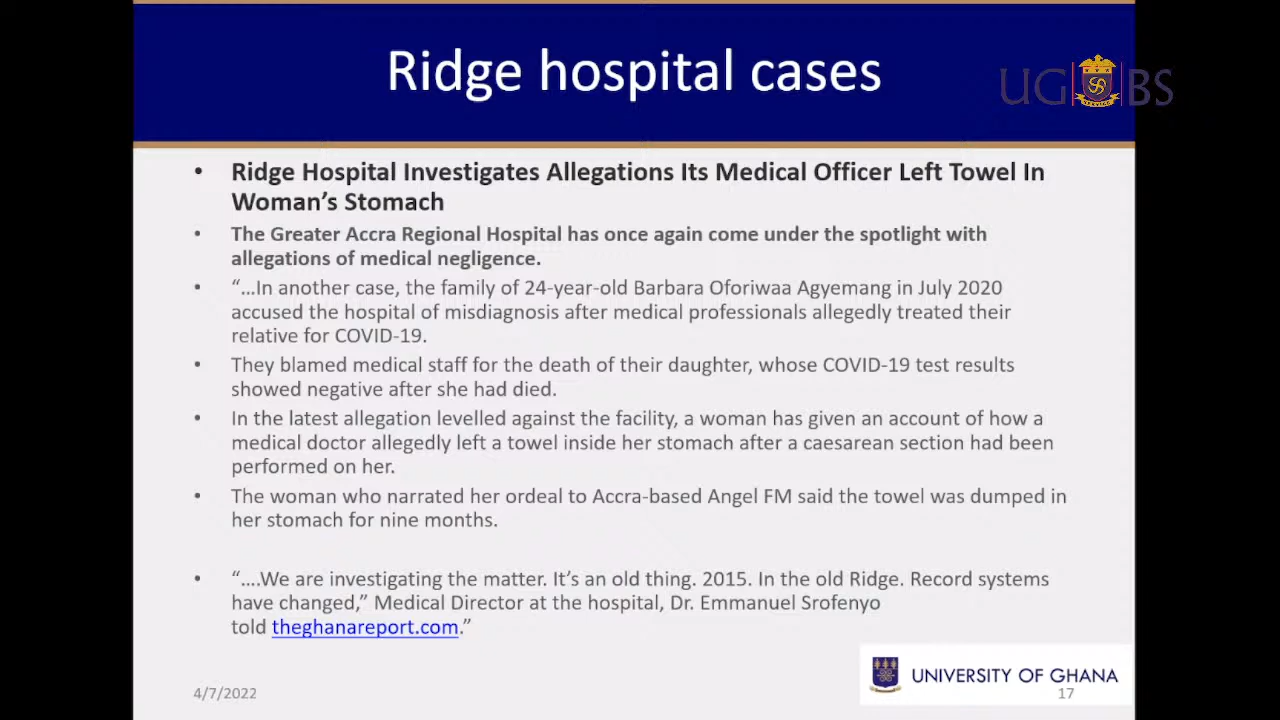 Ridge hospital cases
UG BS
• Ridge Hospital Investigates Allegations Its Medical Officer Left Towel In
Woman’s Stomach
• The Greater Accra Regional Hospital has once again come under the spotlight with
allegations of medical negligence.
• “…In another case, the family of 24-year-old Barbara Oforiwaa Agyemang in July 2020
accused the hospital of misdiagnosis after medical professionals allegedly treated their
relative for COVID-19.
• They blamed medical staff for the death of their daughter, whose COVID-19 test results
showed negative after she had died.
• In the latest allegation levelled against the facility, a woman has given an account of how a
medical doctor allegedly left a towel inside her stomach after a caesarean section had been
performed on her.
• The woman who narrated her ordeal to Accra-based Angel FM said the towel was dumped in
her stomach for nine months.
• “….We are investigating the matter. It’s an old thing. 2015. In the old Ridge. Record systems
have changed,” Medical Director at the hospital, Dr. Emmanuel Srofenyo
told theghanareport.com.”
UNIVERSITY OF GHANA
4/7/2022
17